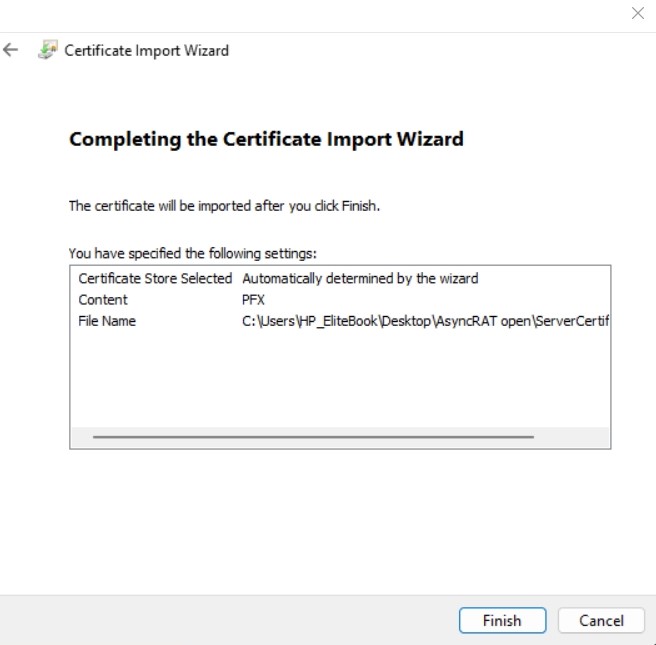 Certificate Import Wizard
Completing the Certificate Import Wizard
The certificate will be imported after you click Finish.
You have specified the following settings:
Certificate Store Selected Automatically determined by the wizard
Content PFX
File Name C:\Users\HP_EliteBook\Desktop\AsyncRAT open\ServerCertif
Finish Cancel